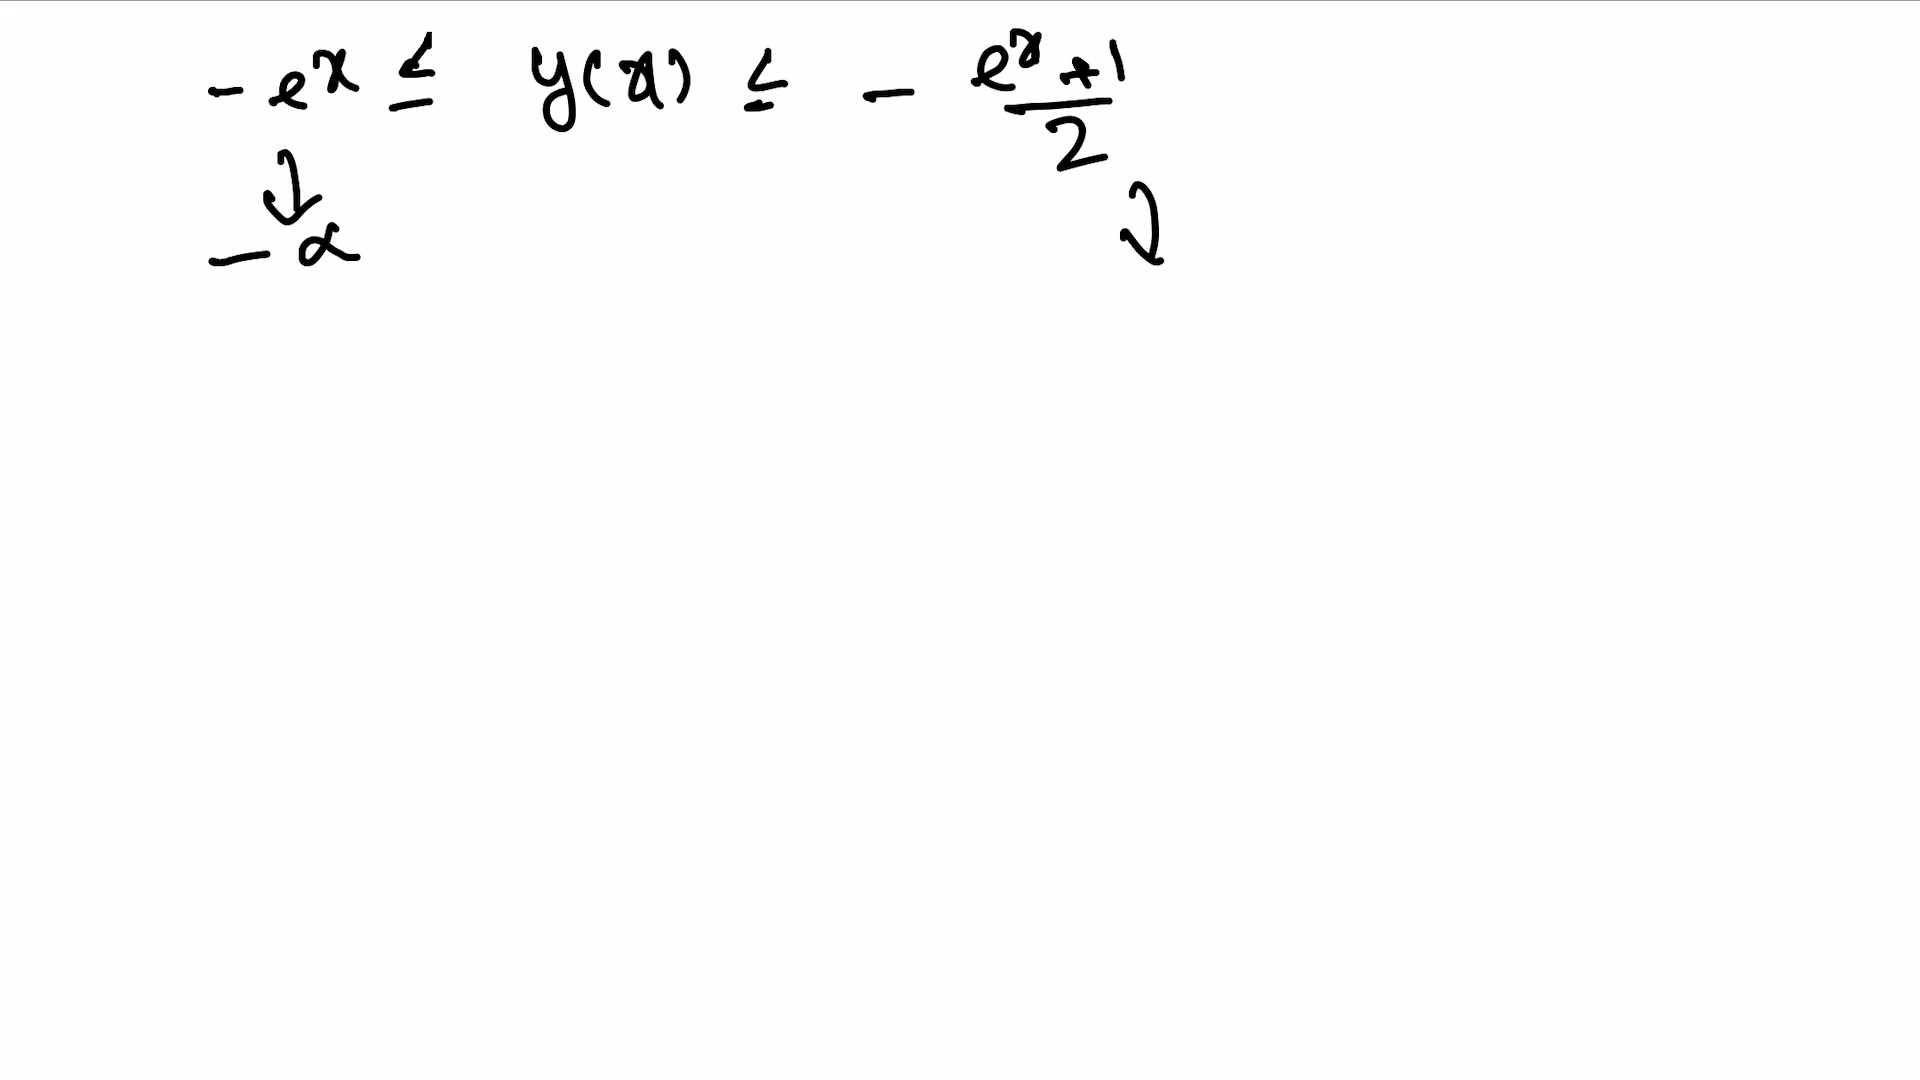 - e^x ≤ y(x) ≤ - (e^x + 1)/2
↓ ↓
- α